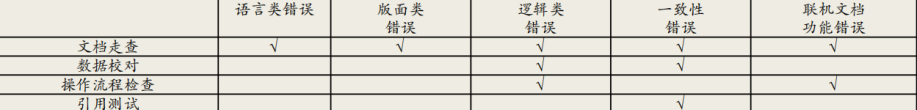 语言类错误 版面类错误 逻辑类错误 一致性错误 联机文档功能错误
文档走查 √ √ √ √ √
数据校对 √ √
操作流程检查 √ √
引用测试 √